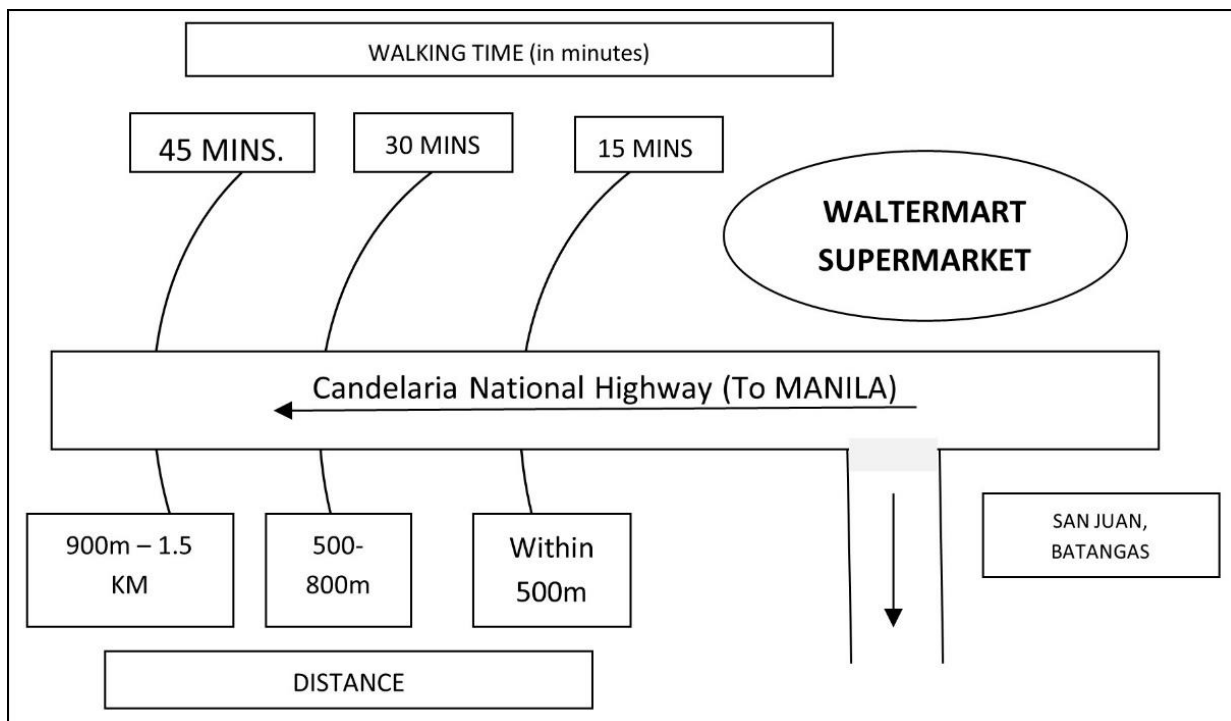 WALKING TIME (in minutes)
45 MINS.
30 MINS
15 MINS
WALTERMART
SUPERMARKET
Candelaria National Highway (To MANILA)
900m – 1.5
KM
500-
800m
Within
500m
SAN JUAN,
BATANGAS
DISTANCE